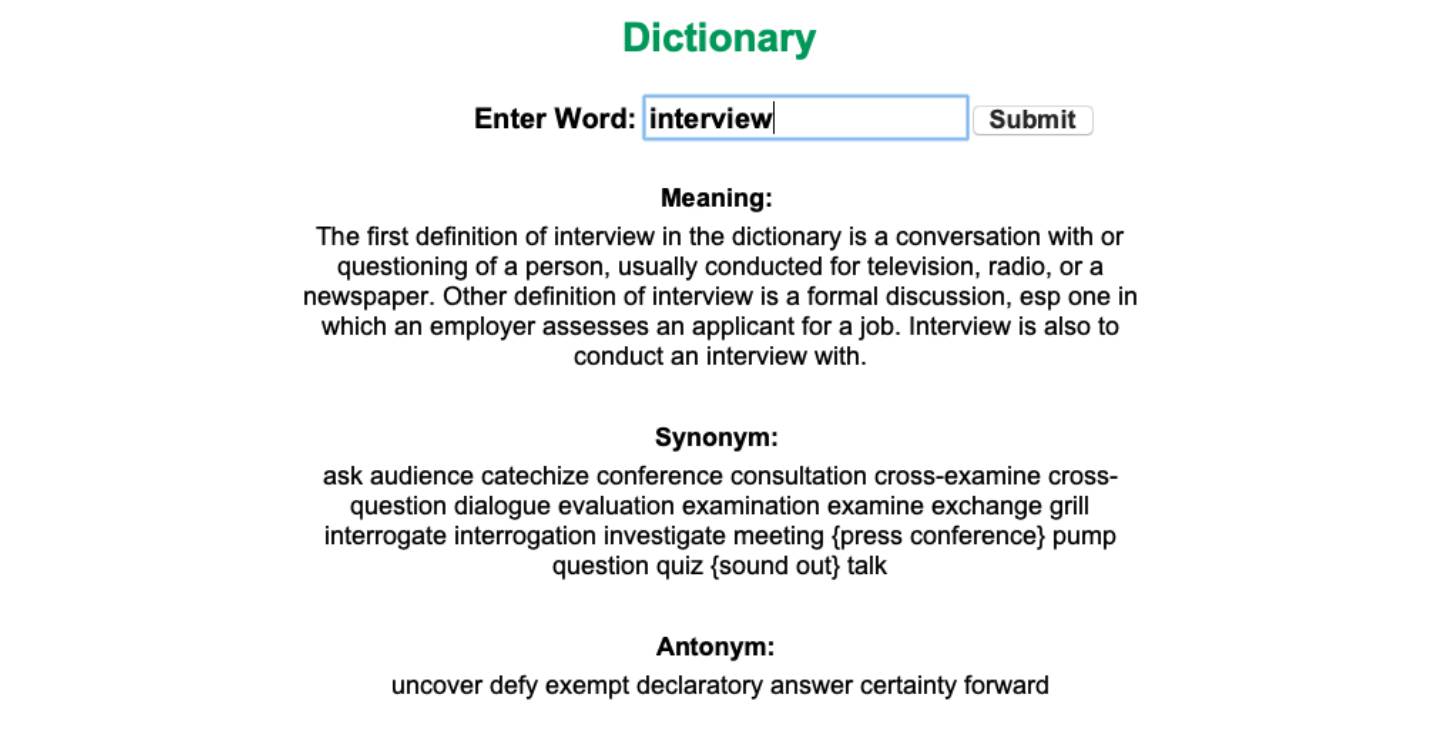 Dictionary
Enter Word: interview Submit
Meaning:
The first definition of interview in the dictionary is a conversation with or
questioning of a person, usually conducted for television, radio, or a
newspaper. Other definition of interview is a formal discussion, esp one in
which an employer assesses an applicant for a job. Interview is also to
conduct an interview with.
Synonym:
ask audience catechize conference consultation cross-examine cross-
question dialogue evaluation examination examine exchange grill
interrogate interrogation investigate meeting {press conference} pump
question quiz {sound out} talk
Antonym:
uncover defy exempt declaratory answer certainty forward